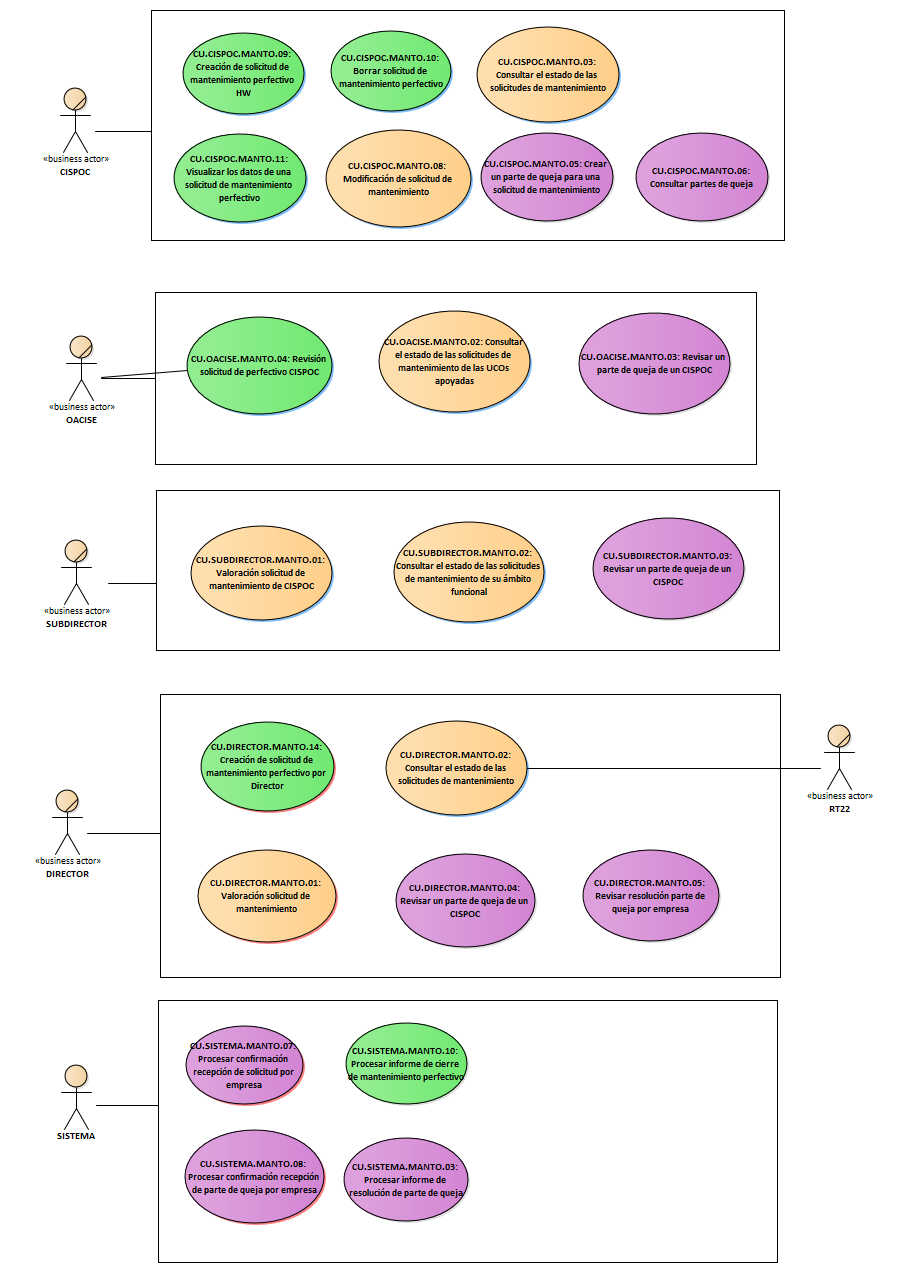 CU.CISPOC.MANTO.09:
Creación de solicitud de
mantenimiento perfectivo
HW
CU.CISPOC.MANTO.10:
Borrar solicitud de
mantenimiento perfectivo
CU.CISPOC.MANTO.03:
Consultar el estado de las
solicitudes de mantenimiento
«business actor»
CISPOC
CU.CISPOC.MANTO.11:
Visualizar los datos de una
solicitud de mantenimiento
perfectivo
CU.CISPOC.MANTO.08:
Modificación de solicitud de
mantenimiento
CU.CISPOC.MANTO.05: Crear
un parte de queja para una
solicitud de mantenimiento
CU.CISPOC.MANTO.06:
Consultar partes de queja
«business actor»
OACISE
CU.OACISE.MANTO.04: Revisión
solicitud de perfectivo CISPOC
CU.OACISE.MANTO.02: Consultar
el estado de las solicitudes de
mantenimiento de las UCOs
apoyadas
CU.OACISE.MANTO.03: Revisar un
parte de queja de un CISPOC
«business actor»
SUBDIRECTOR
CU.SUBDIRECTOR.MANTO.01:
Valoración solicitud de
mantenimiento de CISPOC
CU.SUBDIRECTOR.MANTO.02:
Consultar el estado de las solicitudes
de mantenimiento de su ámbito
funcional
CU.SUBDIRECTOR.MANTO.03:
Revisar un parte de queja de un
CISPOC
CU.DIRECTOR.MANTO.14:
Creación de solicitud de
mantenimiento perfectivo por
Director
CU.DIRECTOR.MANTO.02:
Consultar el estado de las
solicitudes de mantenimiento
«business actor»
RT22
«business actor»
DIRECTOR
CU.DIRECTOR.MANTO.01:
Valoración solicitud de
mantenimiento
CU.DIRECTOR.MANTO.04:
Revisar un parte de queja de un
CISPOC
CU.DIRECTOR.MANTO.05:
Revisar resolución parte de
queja por empresa
CU.SISTEMA.MANTO.07:
Procesar confirmación
recepción de solicitud por
empresa
CU.SISTEMA.MANTO.10:
Procesar informe de cierre
de mantenimiento perfectivo
SISTEMA
CU.SISTEMA.MANTO.08:
Procesar confirmación recepción
de parte de queja por empresa
CU.SISTEMA.MANTO.03:
Procesar informe de
resolución de parte de queja